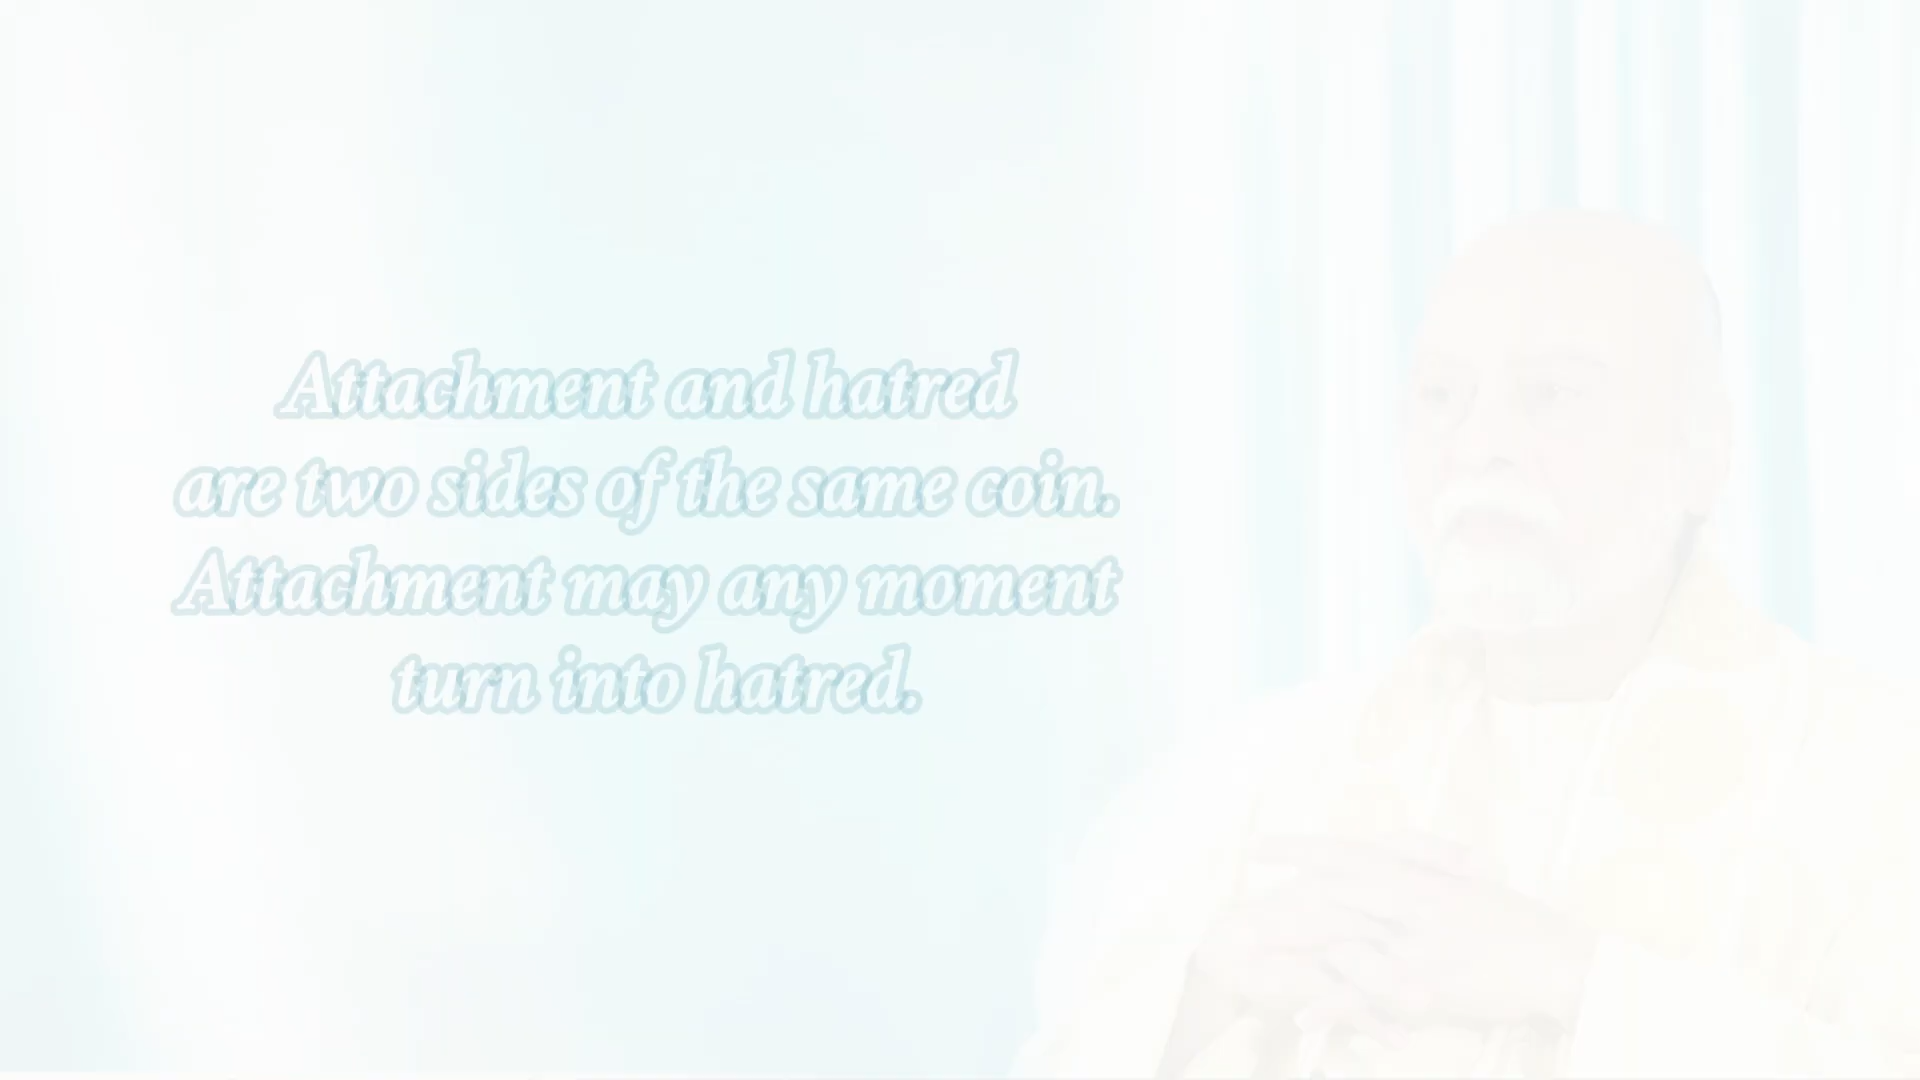 Attachment and hatred
are two sides of the same coin.
Attachment may any moment
turn into hatred.